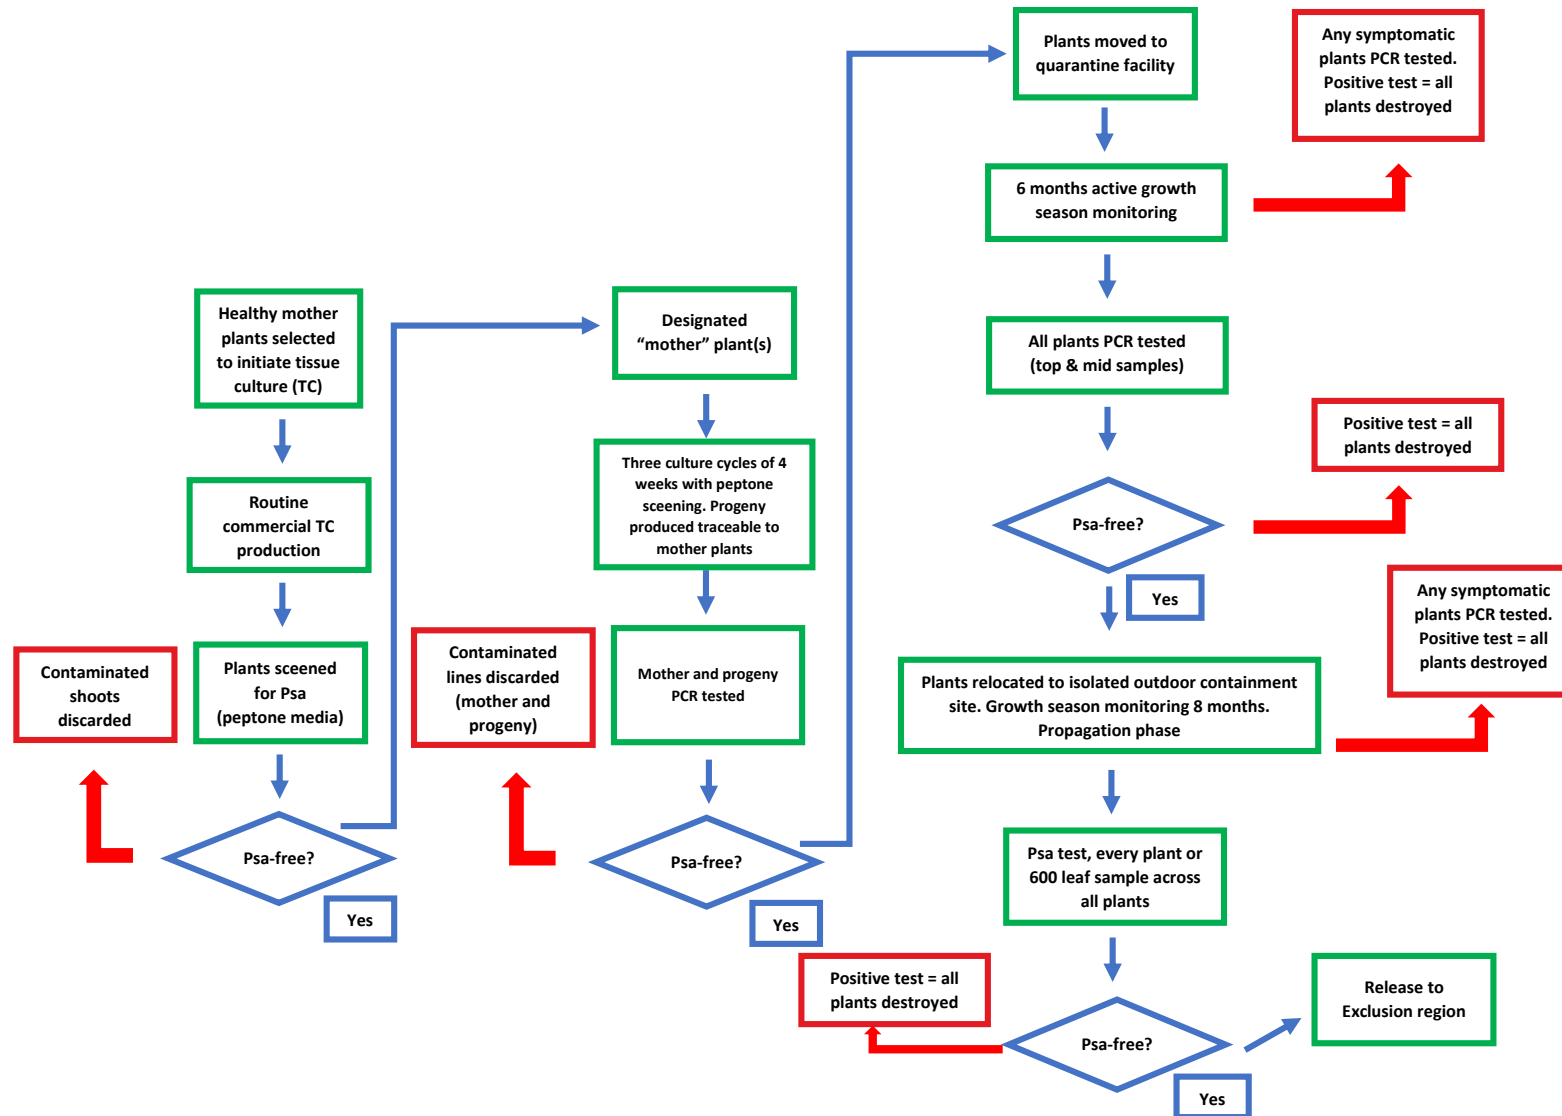 Healthy mother
plants selected
to initiate tissue
culture (TC)
Routine
commercial TC
production
Plants sceened
for Psa
(peptone media)
Contaminated
shoots
discarded
Psa-free?
Yes
Designated
“mother” plant(s)
Three culture cycles of 4
weeks with peptone
sceening. Progeny
produced traceable to
mother plants
Mother and progeny
PCR tested
Contaminated
lines discarded
(mother and
progeny)
Psa-free?
Yes
Plants moved to
quarantine facility
6 months active growth
season monitoring
Any symptomatic
plants PCR tested.
Positive test = all
plants destroyed
All plants PCR tested
(top & mid samples)
Psa-free?
Positive test = all
plants destroyed
Yes
Plants relocated to isolated outdoor containment
site. Growth season monitoring 8 months.
Propagation phase
Any symptomatic
plants PCR tested.
Positive test = all
plants destroyed
Psa test, every plant or
600 leaf sample across
all plants
Psa-free?
Positive test = all
plants destroyed
Yes
Release to
Exclusion region